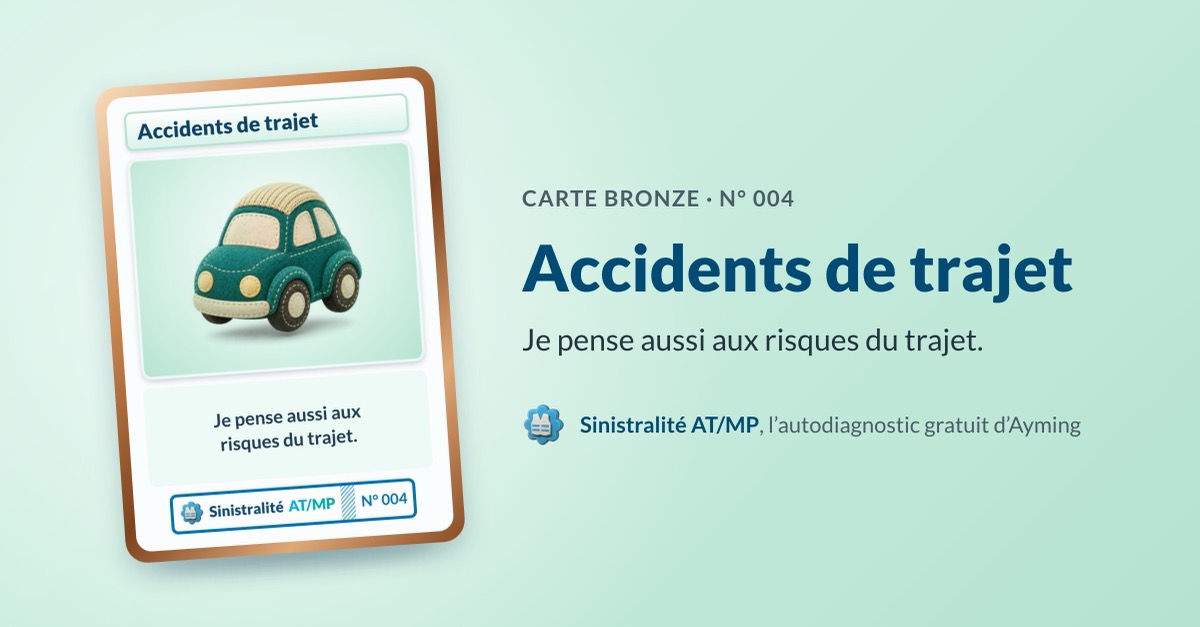 Accidents de trajet
Je pense aussi aux
risques du trajet.
Sinistralité AT/MP N° 004
CARTE BRONZE · N° 004
Accidents de trajet
Je pense aussi aux risques du trajet.
Sinistralité AT/MP, l’autodiagnostic gratuit d’Ayming